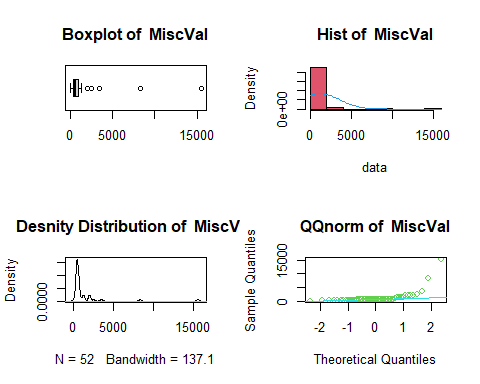 Boxplot of MiscVal
0 5000 15000
Hist of MiscVal
Density
0e+00
0 5000 15000
data
Desnity Distribution of MiscV
Density
0.0000
0 5000 15000
N = 52 Bandwidth = 137.1
QQnorm of MiscVal
Sample Quantiles
0 15000
-2 -1 0 1 2
Theoretical Quantiles